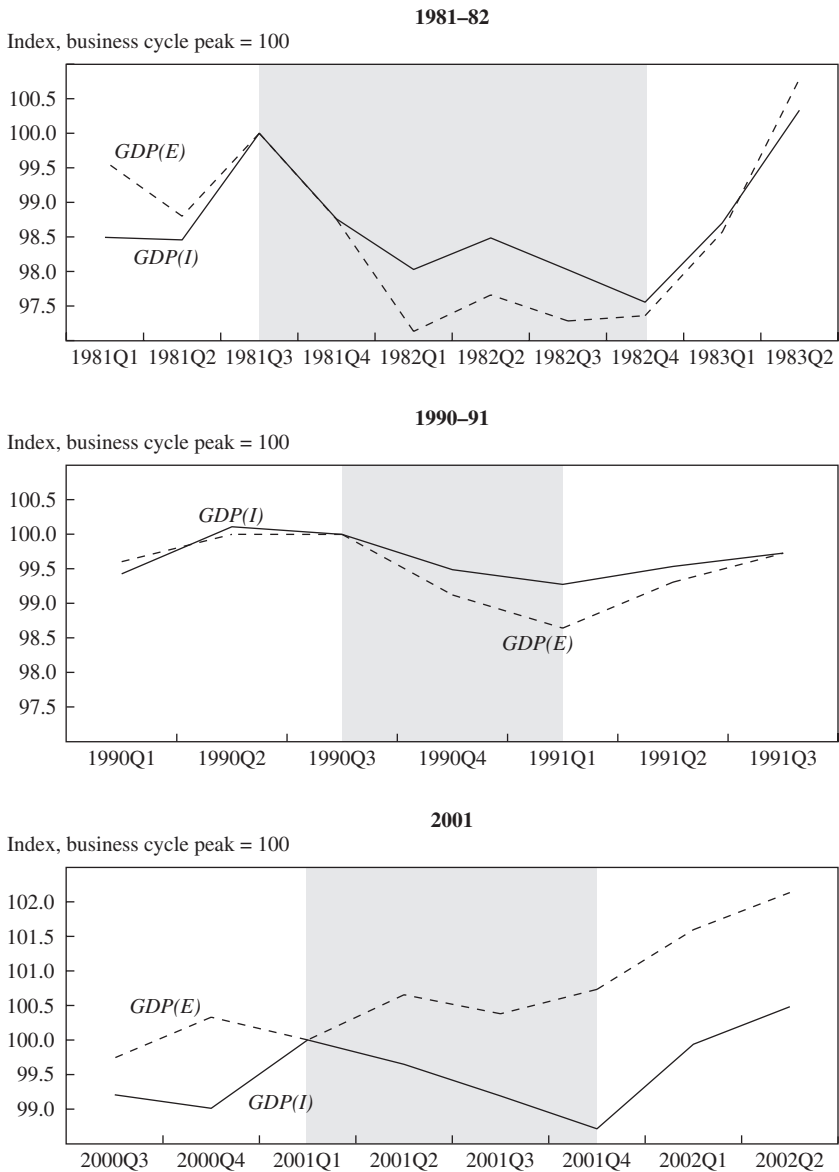 1981–82
Index, business cycle peak = 100
100.5
100.0
99.5
99.0
98.5
98.0
97.5
GDP(E)
GDP(I)
1981Q1 1981Q2 1981Q3 1981Q4 1982Q1 1982Q2 1982Q3 1982Q4 1983Q1 1983Q2
1990–91
Index, business cycle peak = 100
100.5
100.0
99.5
99.0
98.5
98.0
97.5
GDP(I)
GDP(E)
1990Q1 1990Q2 1990Q3 1990Q4 1991Q1 1991Q2 1991Q3
2001
Index, business cycle peak = 100
102.0
101.5
101.0
100.5
100.0
99.5
99.0
GDP(E)
GDP(I)
2000Q3 2000Q4 2001Q1 2001Q2 2001Q3 2001Q4 2002Q1 2002Q2